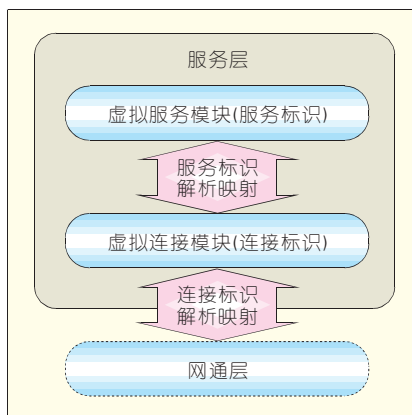 服务层
虚拟服务模块(服务标识)
服务标识
解析映射
虚拟连接模块(连接标识)
连接标识
解析映射
网通层